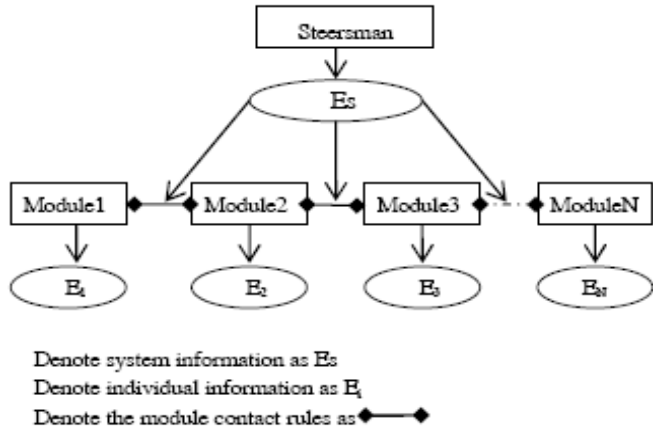 Steersman
Es
Module1 Module2 Module3 ModuleN
E₁ E₂ E₃ E_N
Denote system information as Es
Denote individual information as Eᵢ
Denote the module contact rules as